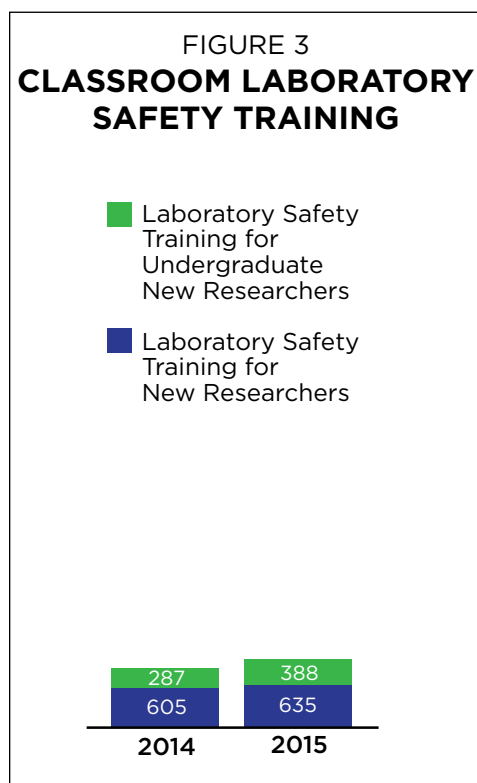 FIGURE 3
CLASSROOM LABORATORY
SAFETY TRAINING
Laboratory Safety
Training for
Undergraduate
New Researchers
Laboratory Safety
Training for
New Researchers
287
388
605
635
2014
2015